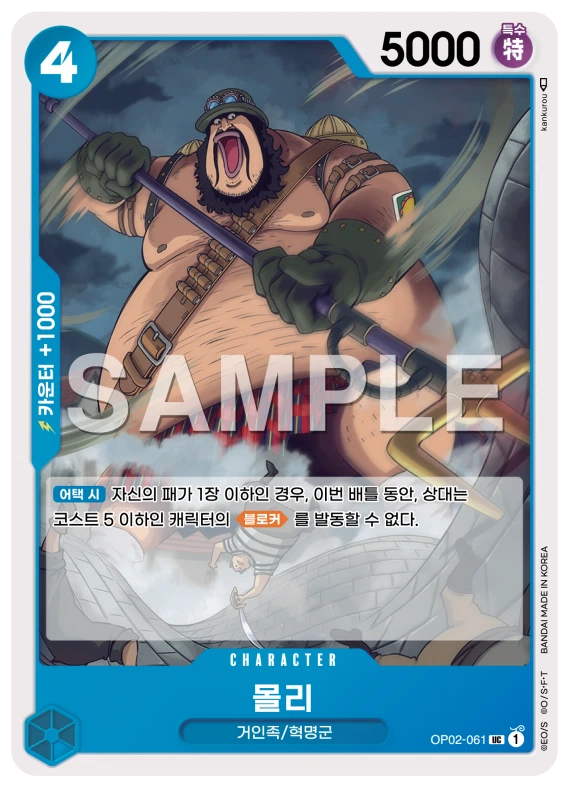 4
5000
특수
特
kankurou
⚡카운터 +1000
SAMPLE
어택 시 자신의 패가 1장 이하인 경우, 이번 배틀 동안, 상대는
코스트 5 이하인 캐릭터의 블로커 를 발동할 수 없다.
CHARACTER
몰리
거인족/혁명군
OP02-061 UC 1
©EO/S ©O/S·F·T BANDAI MADE IN KOREA